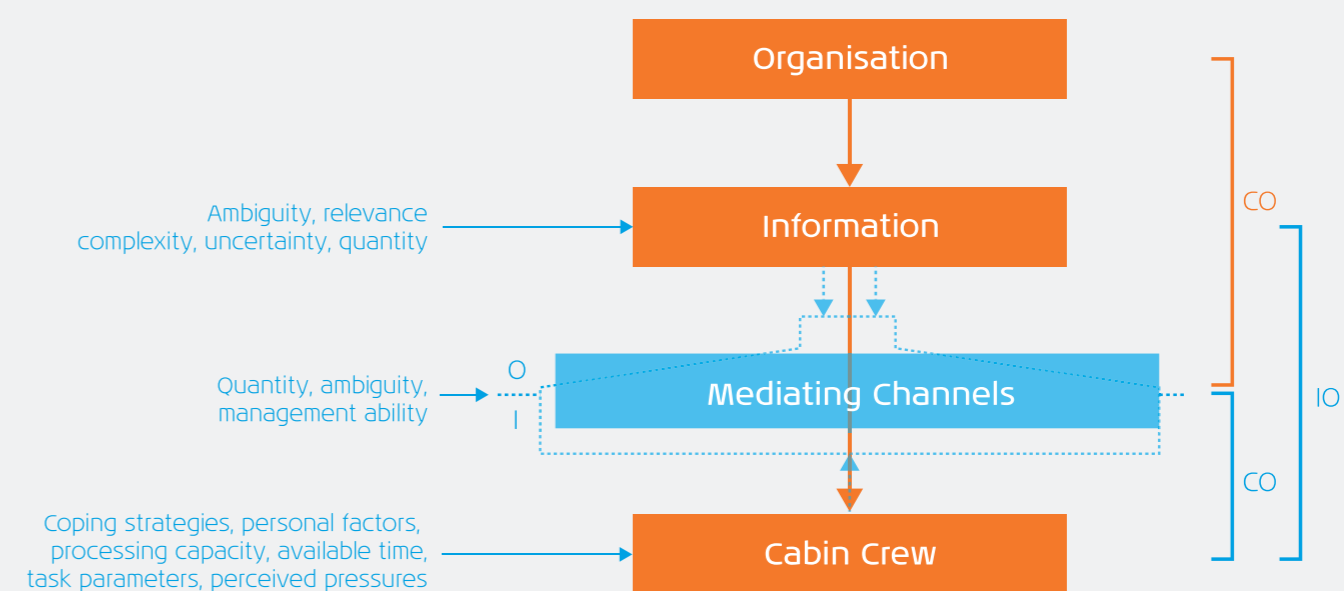 Organisation
CO
Ambiguity, relevance
complexity, uncertainty, quantity
Information
O
Quantity, ambiguity,
management ability
I
Mediating Channels
IO
CO
Coping strategies, personal factors,
processing capacity, available time,
task parameters, perceived pressures
Cabin Crew